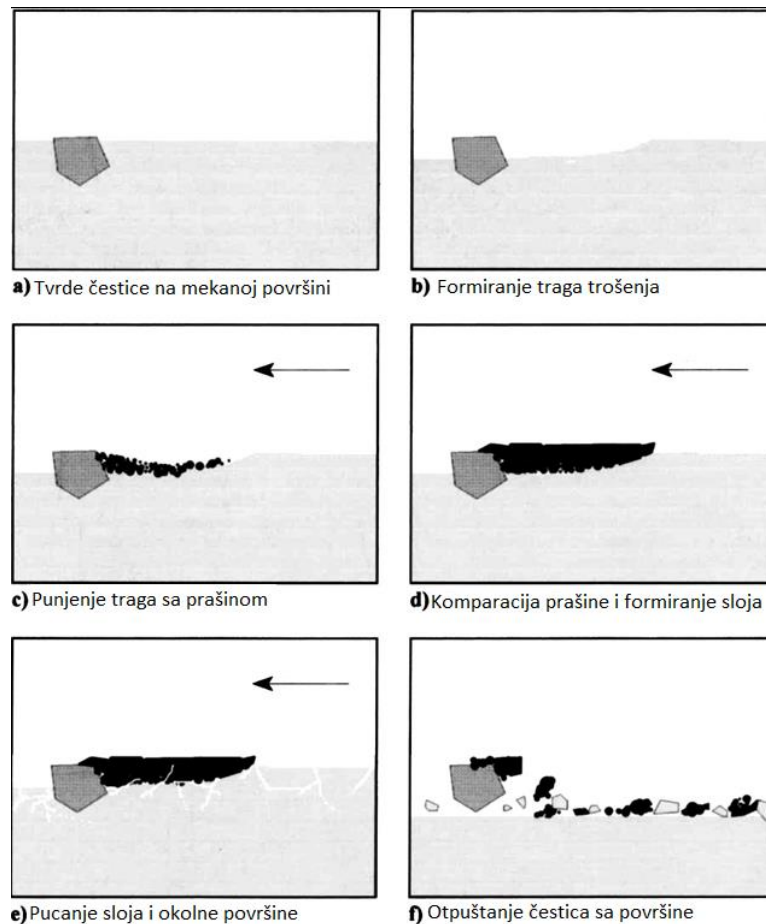 a) Tvrde čestice na mekanoj površini
b) Formiranje traga trošenja
c) Punjenje traga sa prašinom
d) Komparacija prašine i formiranje sloja
e) Pucanje sloja i okolne površine
f) Otpuštanje čestica sa površine